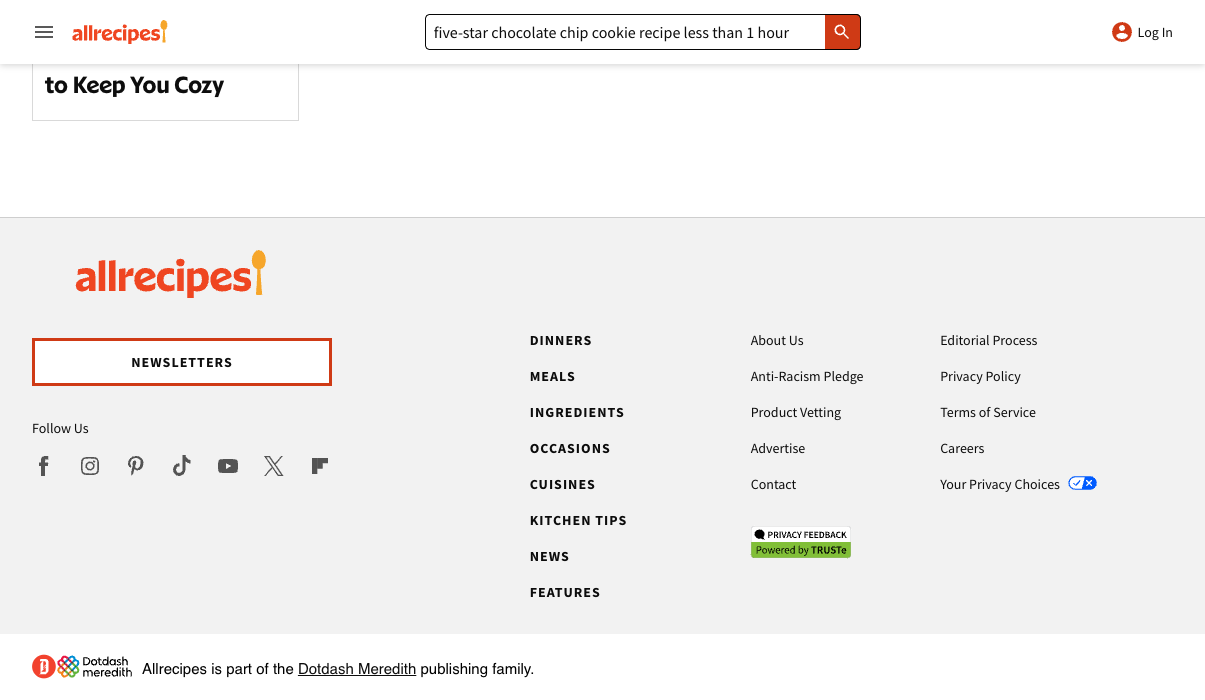 allrecipes
five-star chocolate chip cookie recipe less than 1 hour
Log In
to Keep You Cozy
allrecipes
NEWSLETTERS
Follow Us
DINNERS
MEALS
INGREDIENTS
OCCASIONS
CUISINES
KITCHEN TIPS
NEWS
FEATURES
About Us
Anti-Racism Pledge
Product Vetting
Advertise
Contact
PRIVACY FEEDBACK
Powered by TRUSTe
Editorial Process
Privacy Policy
Terms of Service
Careers
Your Privacy Choices
D Dotdash
meredith
Allrecipes is part of the Dotdash Meredith publishing family.